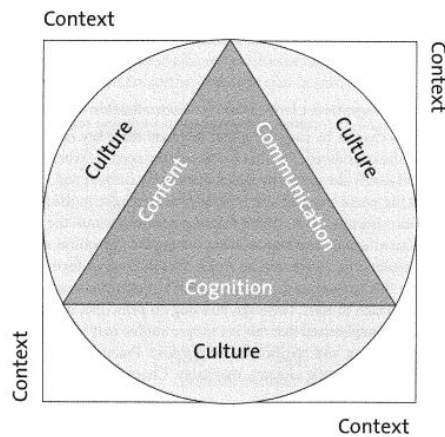 Context
Context
Culture
Culture
Content
Communication
Cognition
Culture
Context
Context